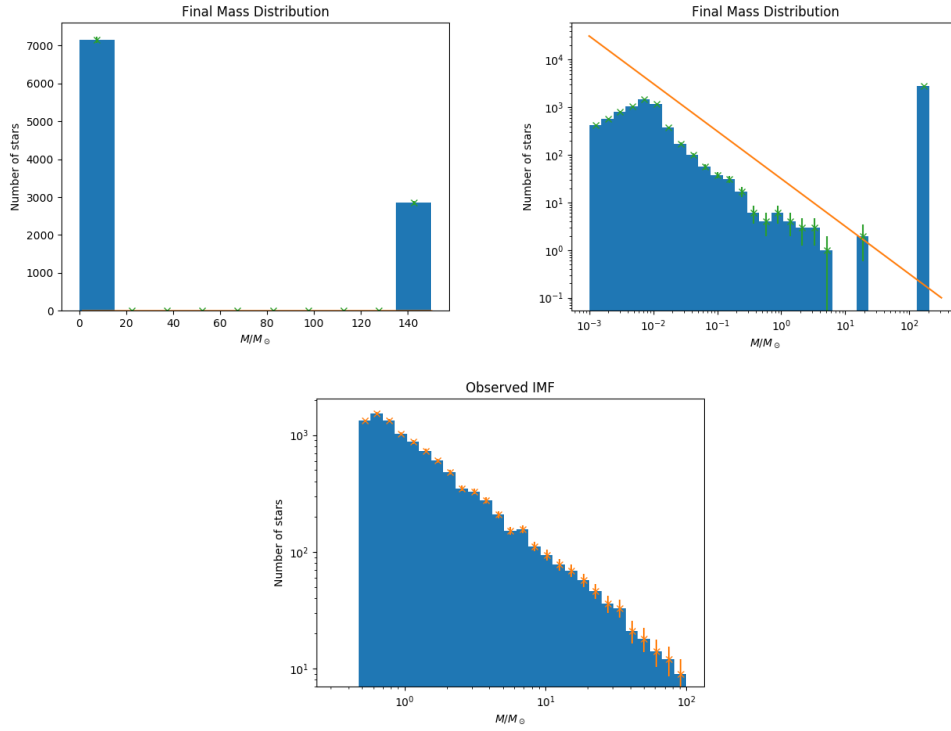 Final Mass Distribution
Number of stars
7000
6000
5000
4000
3000
2000
1000
0
0 20 40 60 80 100 120 140
M/M☉
Final Mass Distribution
Number of stars
10⁴
10³
10²
10¹
10⁰
10⁻¹
10⁻³ 10⁻² 10⁻¹ 10⁰ 10¹ 10²
M/M☉
Observed IMF
Number of stars
10³
10²
10¹
10⁰ 10¹ 10²
M/M☉